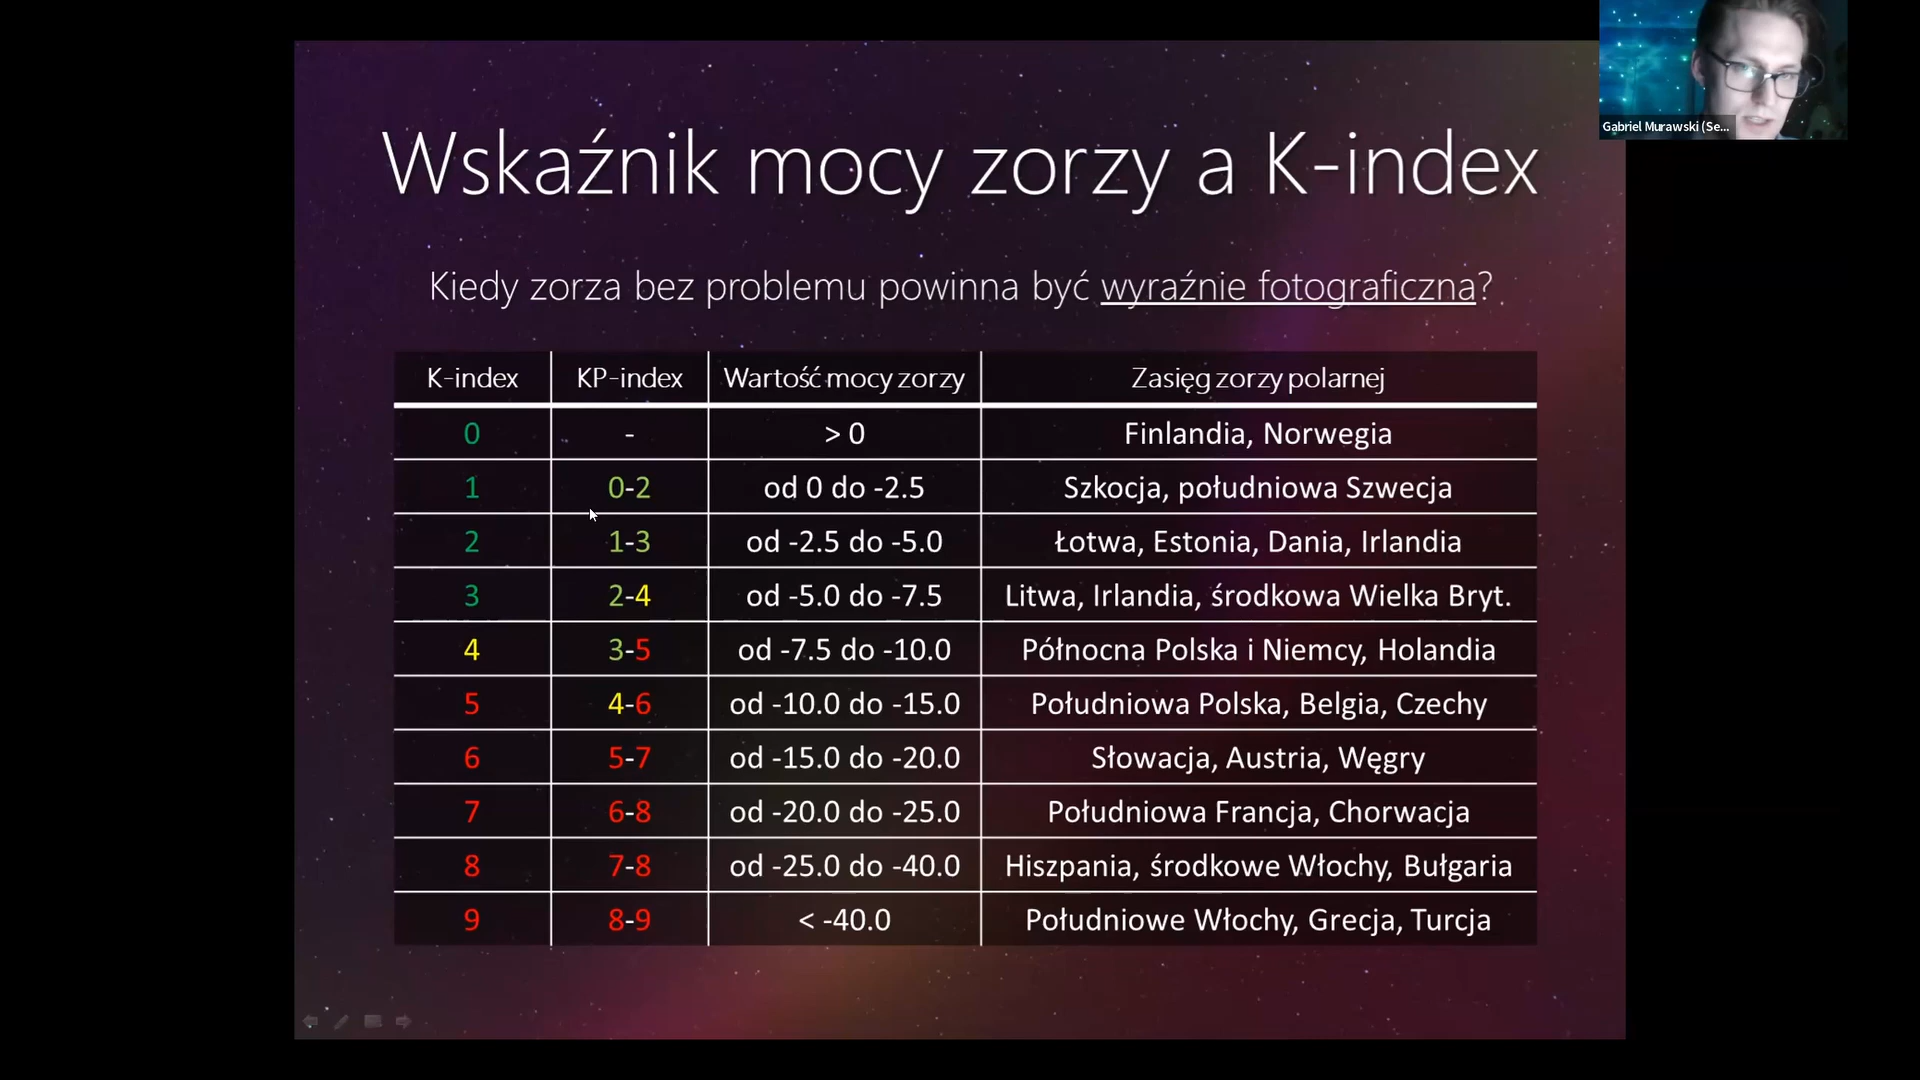 Gabriel Murawski (Se...
Wskaźnik mocy zorzy a K-index
Kiedy zorza bez problemu powinna być wyraźnie fotograficzna?
K-index KP-index Wartość mocy zorzy Zasięg zorzy polarnej
0 - > 0 Finlandia, Norwegia
1 0-2 od 0 do -2.5 Szkocja, południowa Szwecja
2 1-3 od -2.5 do -5.0 Łotwa, Estonia, Dania, Irlandia
3 2-4 od -5.0 do -7.5 Litwa, Irlandia, środkowa Wielka Bryt.
4 3-5 od -7.5 do -10.0 Północna Polska i Niemcy, Holandia
5 4-6 od -10.0 do -15.0 Południowa Polska, Belgia, Czechy
6 5-7 od -15.0 do -20.0 Słowacja, Austria, Węgry
7 6-8 od -20.0 do -25.0 Południowa Francja, Chorwacja
8 7-8 od -25.0 do -40.0 Hiszpania, środkowe Włochy, Bułgaria
9 8-9 < -40.0 Południowe Włochy, Grecja, Turcja